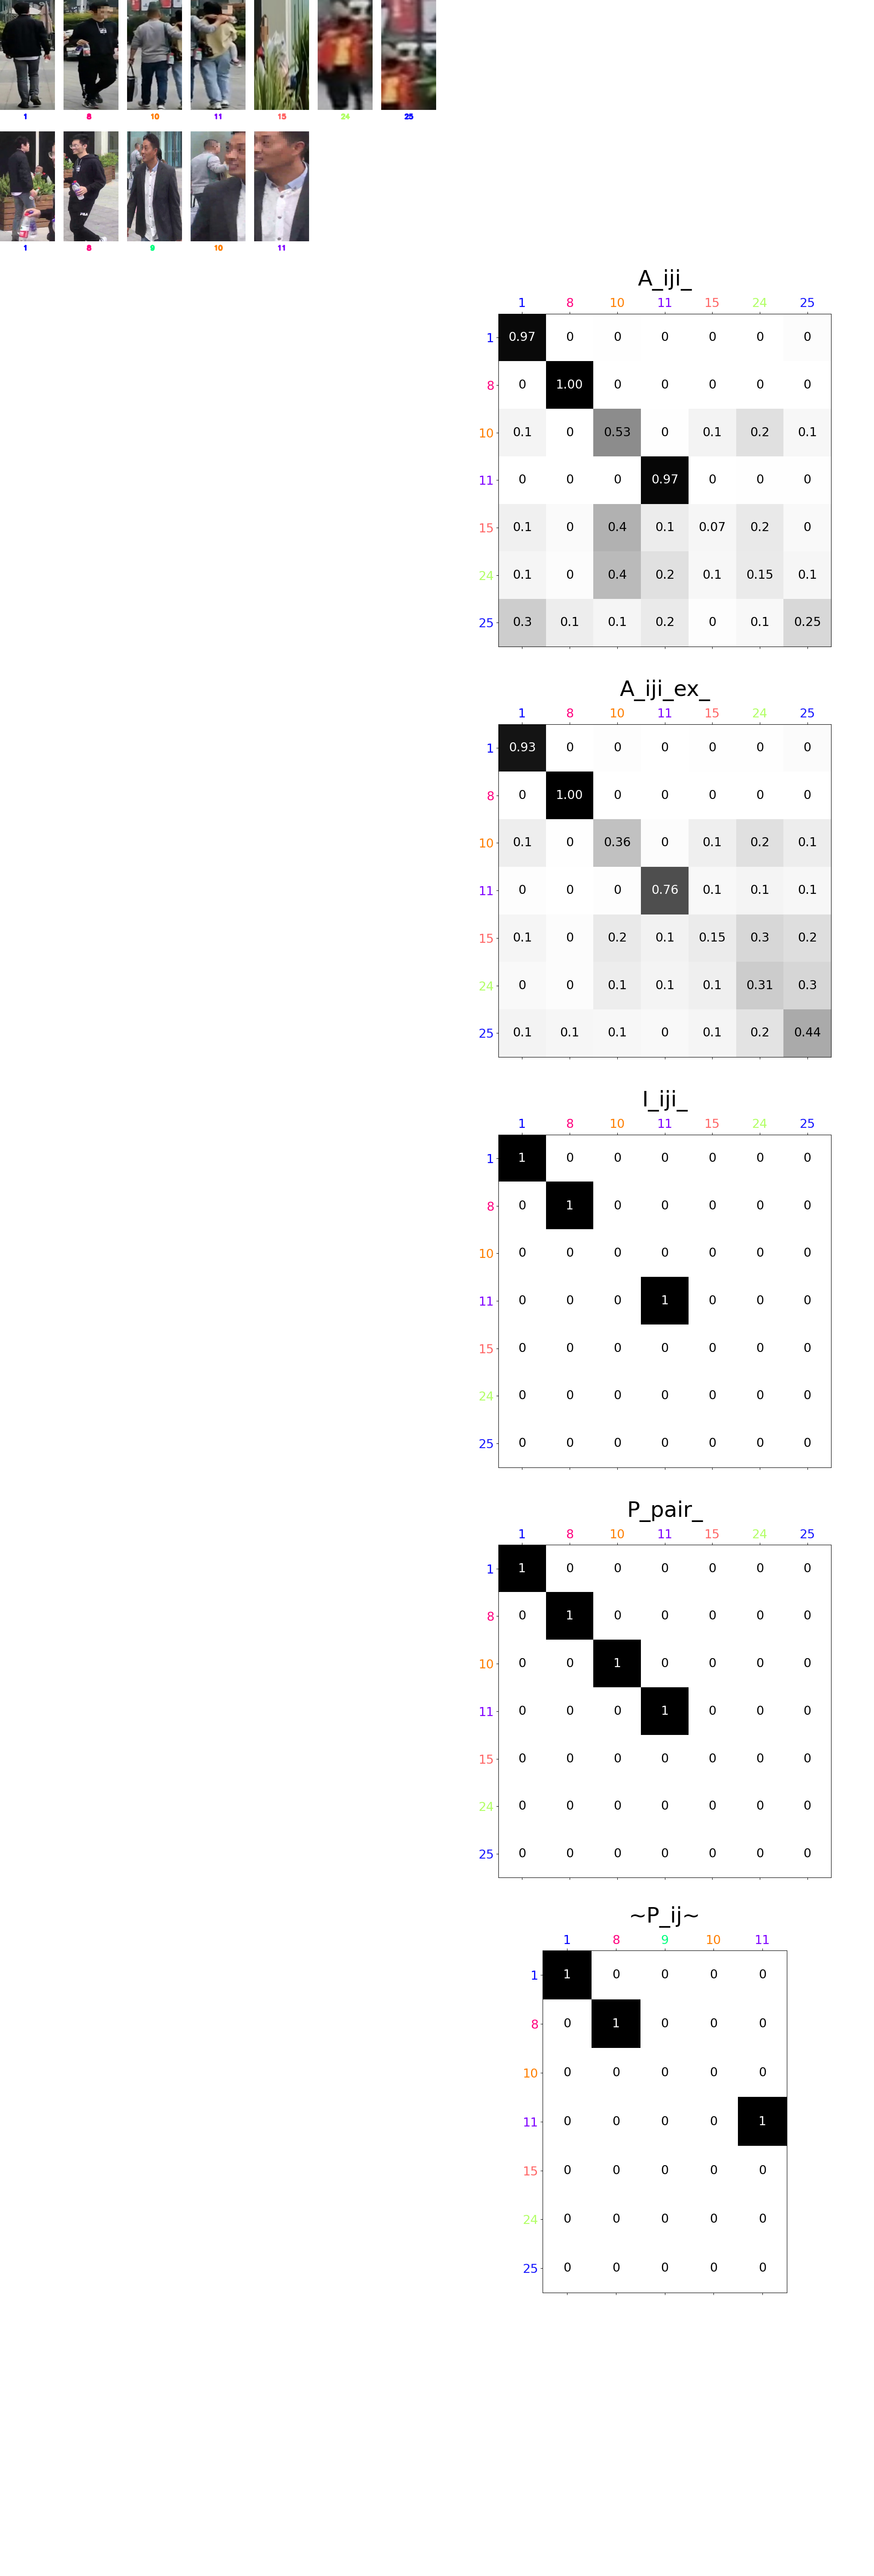 1 8 10 11 15 24 25
1 8 9 10 11
A_iji_
1 8 10 11 15 24 25
1 0.97 0 0 0 0 0 0
8 0 1.00 0 0 0 0 0
10 0.1 0 0.53 0 0.1 0.2 0.1
11 0 0 0 0.97 0 0 0
15 0.1 0 0.4 0.1 0.07 0.2 0
24 0.1 0 0.4 0.2 0.1 0.15 0.1
25 0.3 0.1 0.1 0.2 0 0.1 0.25
A_iji_ex_
1 8 10 11 15 24 25
1 0.93 0 0 0 0 0 0
8 0 1.00 0 0 0 0 0
10 0.1 0 0.36 0 0.1 0.2 0.1
11 0 0 0 0.76 0.1 0.1 0.1
15 0.1 0 0.2 0.1 0.15 0.3 0.2
24 0 0 0.1 0.1 0.1 0.31 0.3
25 0.1 0.1 0.1 0 0.1 0.2 0.44
I_iji_
1 8 10 11 15 24 25
1 1 0 0 0 0 0 0
8 0 1 0 0 0 0 0
10 0 0 0 0 0 0 0
11 0 0 0 1 0 0 0
15 0 0 0 0 0 0 0
24 0 0 0 0 0 0 0
25 0 0 0 0 0 0 0
P_pair_
1 8 10 11 15 24 25
1 1 0 0 0 0 0 0
8 0 1 0 0 0 0 0
10 0 0 1 0 0 0 0
11 0 0 0 1 0 0 0
15 0 0 0 0 0 0 0
24 0 0 0 0 0 0 0
25 0 0 0 0 0 0 0
~P_ij~
1 8 9 10 11
1 1 0 0 0 0
8 0 1 0 0 0
10 0 0 0 0 0
11 0 0 0 0 1
15 0 0 0 0 0
24 0 0 0 0 0
25 0 0 0 0 0